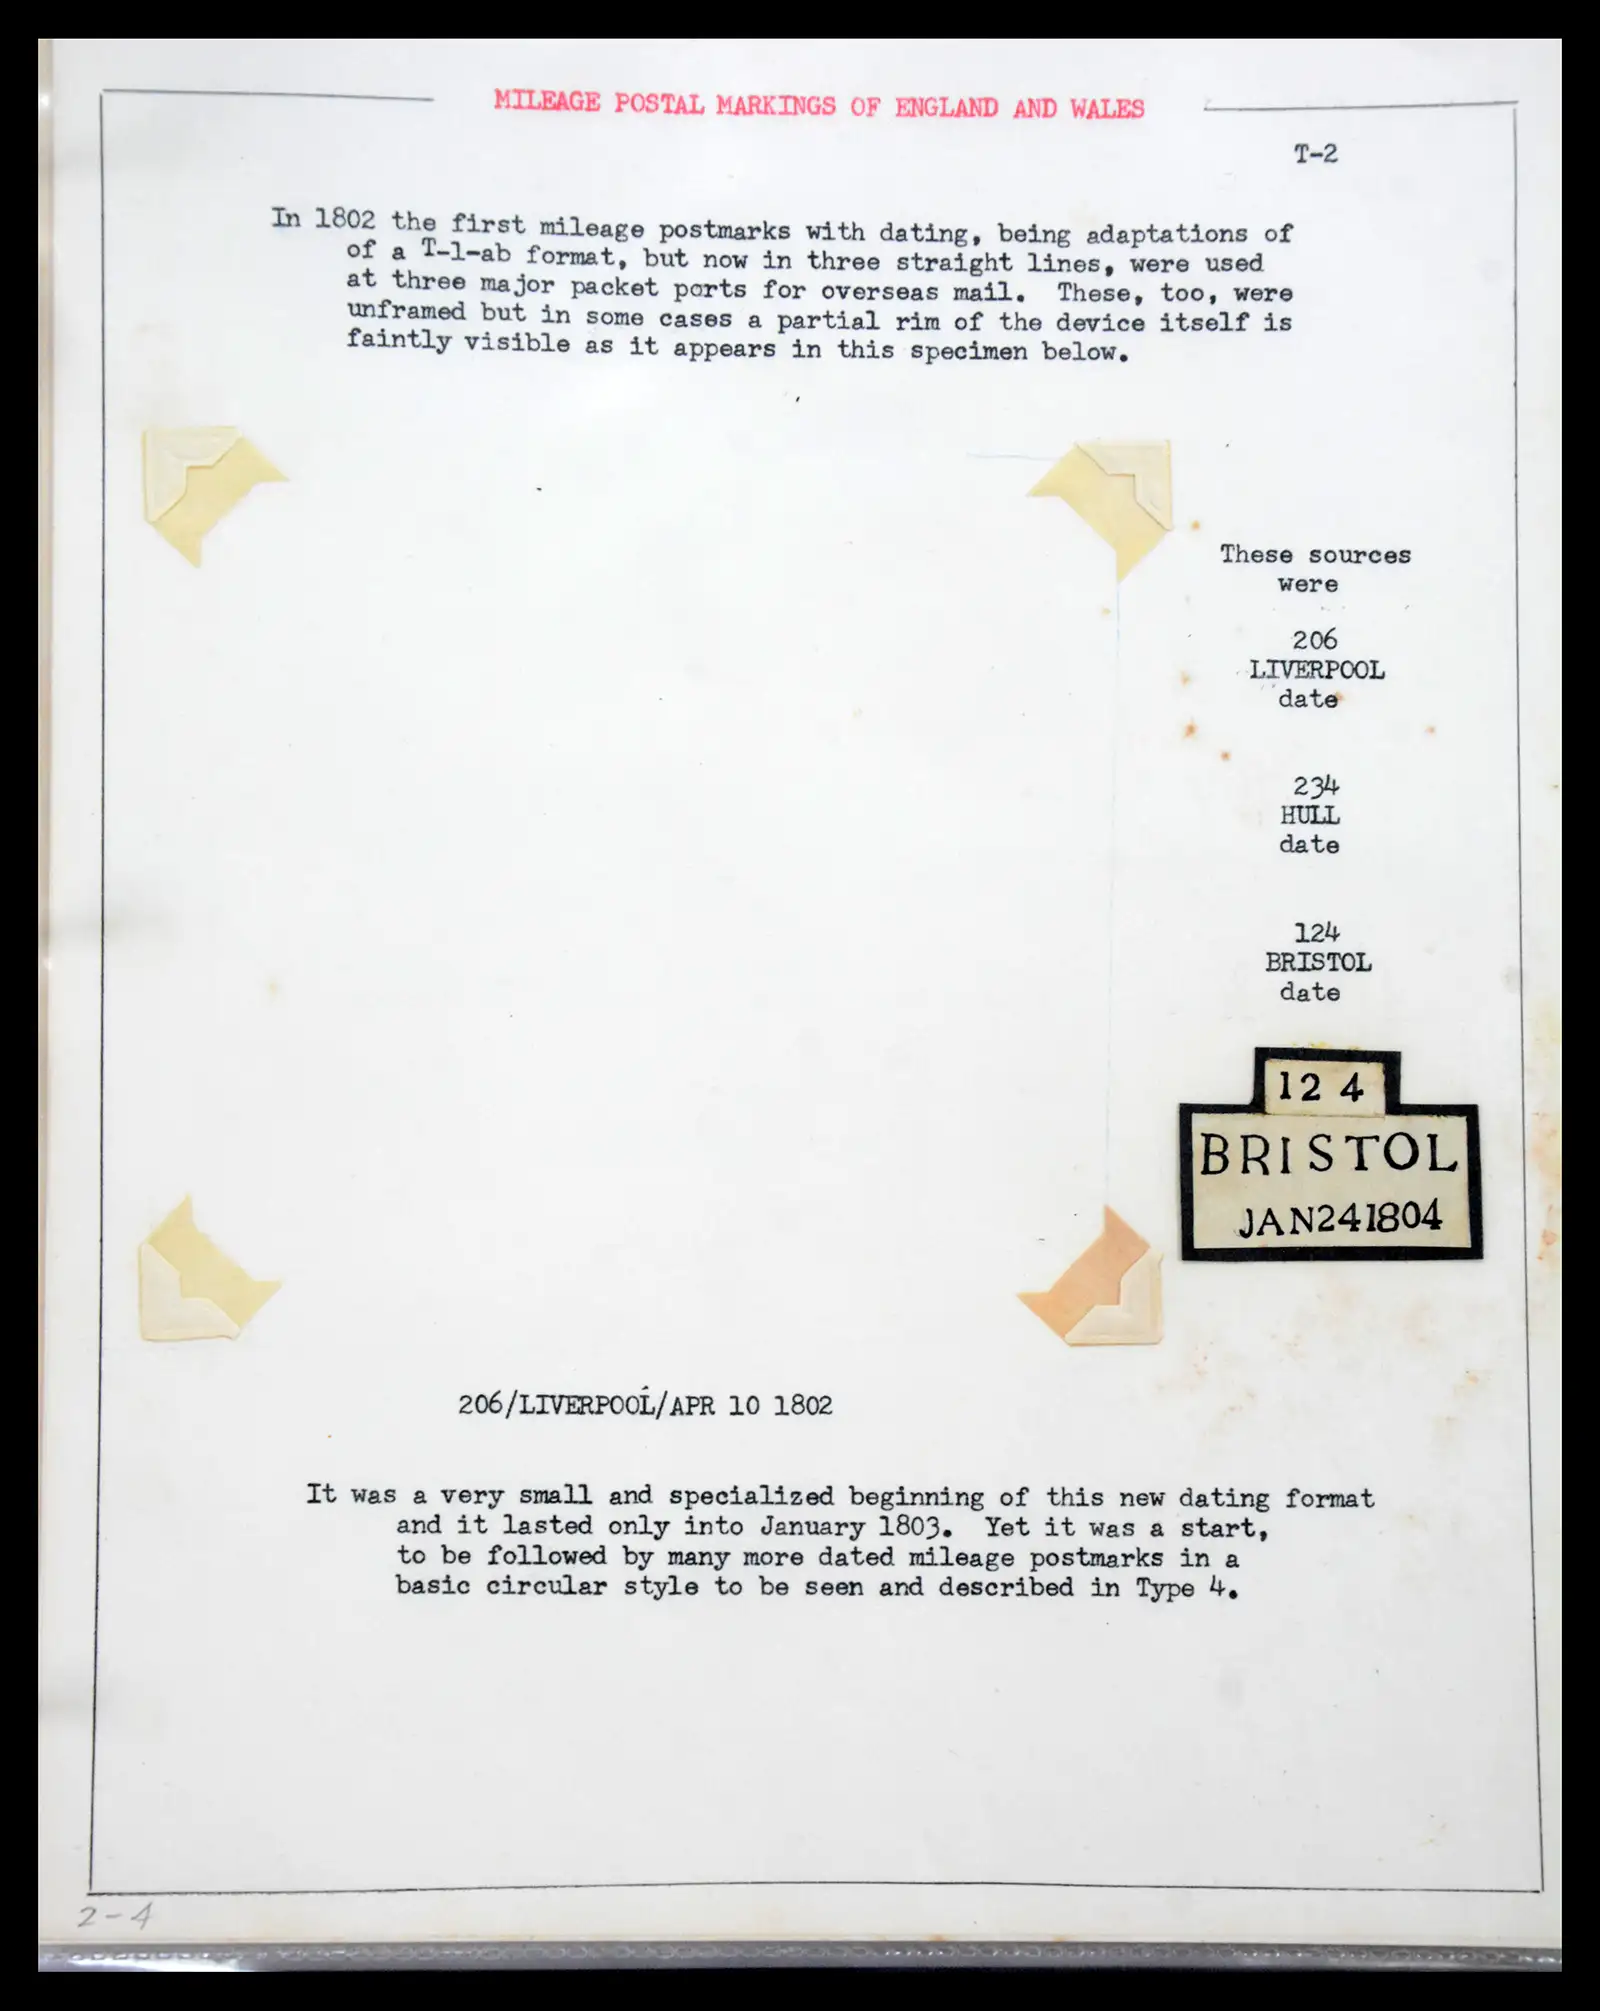 MILEAGE POSTAL MARKINGS OF ENGLAND AND WALES
T-2
In 1802 the first mileage postmarks with dating, being adaptations of
of a T-1-ab format, but now in three straight lines, were used
at three major packet ports for overseas mail. These, too, were
unframed but in some cases a partial rim of the device itself is
faintly visible as it appears in this specimen below.
These sources
were
206
LIVERPOOL
date
234
HULL
date
124
BRISTOL
date
12 4
BRISTOL
JAN241804
206/LIVERPOOL/APR 10 1802
It was a very small and specialized beginning of this new dating format
and it lasted only into January 1803. Yet it was a start,
to be followed by many more dated mileage postmarks in a
basic circular style to be seen and described in Type 4.
2-4